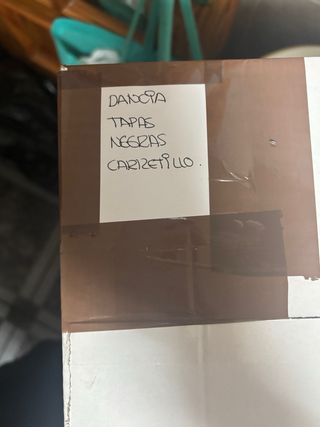 DANCIA
TAPAS
NEGRAS
CARRETILLO.